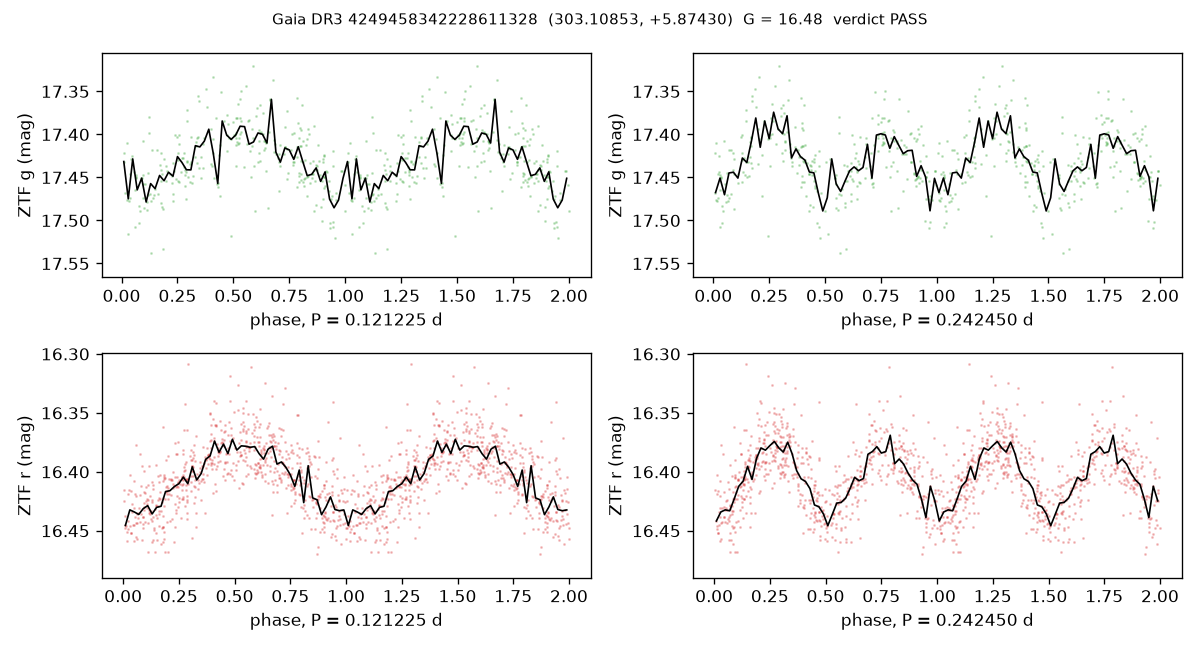 Gaia DR3 4249458342228611328  (303.10853, +5.87430)  G = 16.48  verdict PASS
ZTF g (mag)
17.35
17.40
17.45
17.50
17.55
0.00 0.25 0.50 0.75 1.00 1.25 1.50 1.75 2.00
phase, P = 0.121225 d
ZTF g (mag)
17.35
17.40
17.45
17.50
17.55
0.00 0.25 0.50 0.75 1.00 1.25 1.50 1.75 2.00
phase, P = 0.242450 d
ZTF r (mag)
16.30
16.35
16.40
16.45
0.00 0.25 0.50 0.75 1.00 1.25 1.50 1.75 2.00
phase, P = 0.121225 d
ZTF r (mag)
16.30
16.35
16.40
16.45
0.00 0.25 0.50 0.75 1.00 1.25 1.50 1.75 2.00
phase, P = 0.242450 d